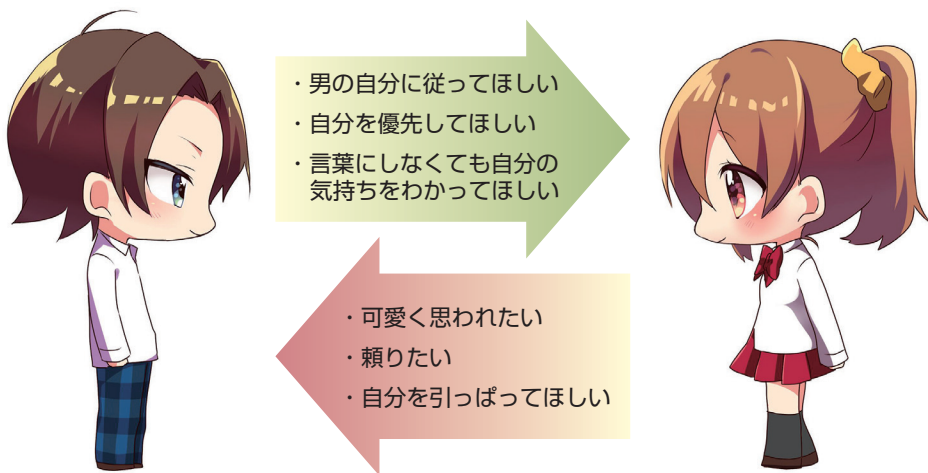 ・男の自分に従ってほしい
・自分を優先してほしい
・言葉にしなくても自分の
気持ちをわかってほしい
・可愛く思われたい
・頼りたい
・自分を引っぱってほしい